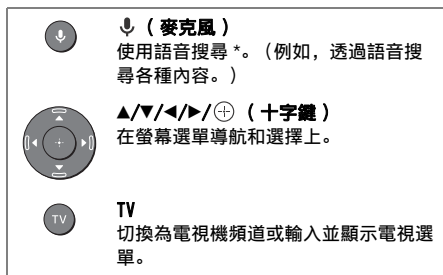 （麥克風）
使用語音搜尋 *。（例如，透過語音搜
尋各種內容。）
▲/▼/◄/►/⊕ （十字鍵）
在螢幕選單導航和選擇上。
TV
TV
切換為電視機頻道或輸入並顯示電視選
單。